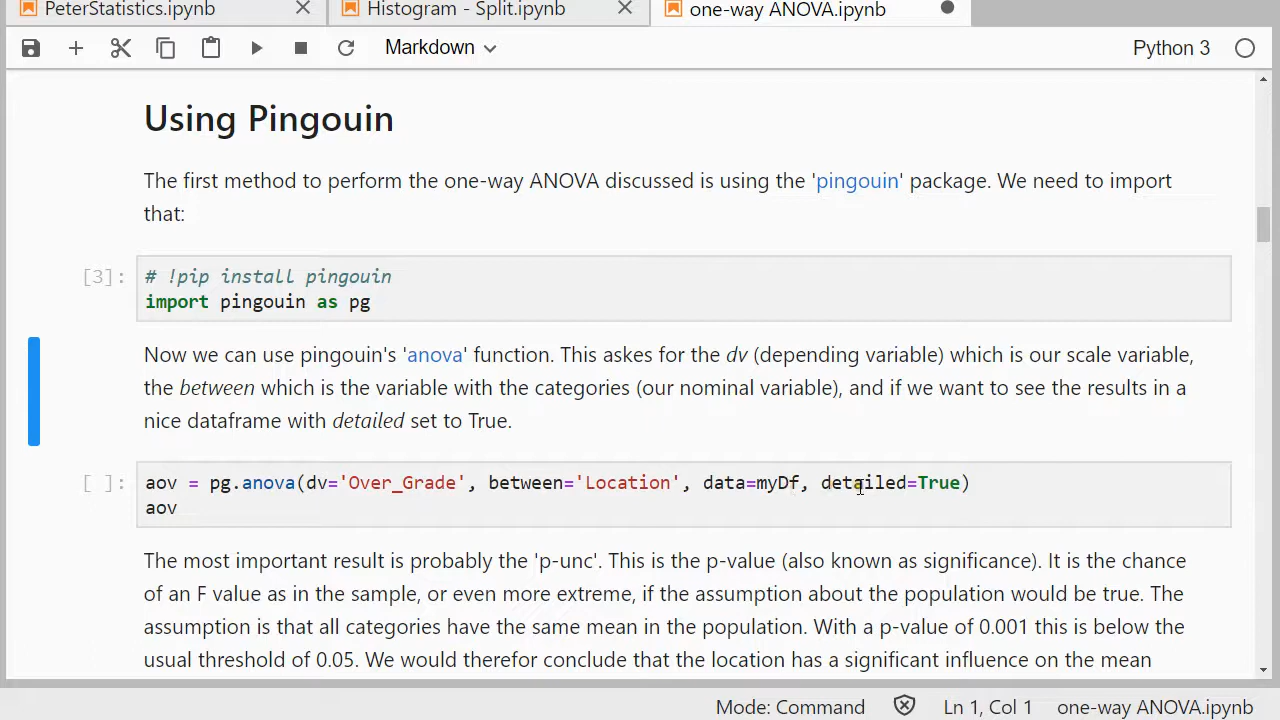 PeterStatistics.ipynb
Histogram - Split.ipynb
one-way ANOVA.ipynb
Markdown
Python 3
Using Pingouin
The first method to perform the one-way ANOVA discussed is using the 'pingouin' package. We need to import
that:
[3]:
# !pip install pingouin
import pingouin as pg
Now we can use pingouin's 'anova' function. This askes for the dv (depending variable) which is our scale variable,
the between which is the variable with the categories (our nominal variable), and if we want to see the results in a
nice dataframe with detailed set to True.
[ ]:
aov = pg.anova(dv='Over_Grade', between='Location', data=myDf, detailed=True)
aov
The most important result is probably the 'p-unc'. This is the p-value (also known as significance). It is the chance
of an F value as in the sample, or even more extreme, if the assumption about the population would be true. The
assumption is that all categories have the same mean in the population. With a p-value of 0.001 this is below the
usual threshold of 0.05. We would therefor conclude that the location has a significant influence on the mean
Mode: Command
Ln 1, Col 1
one-way ANOVA.ipynb